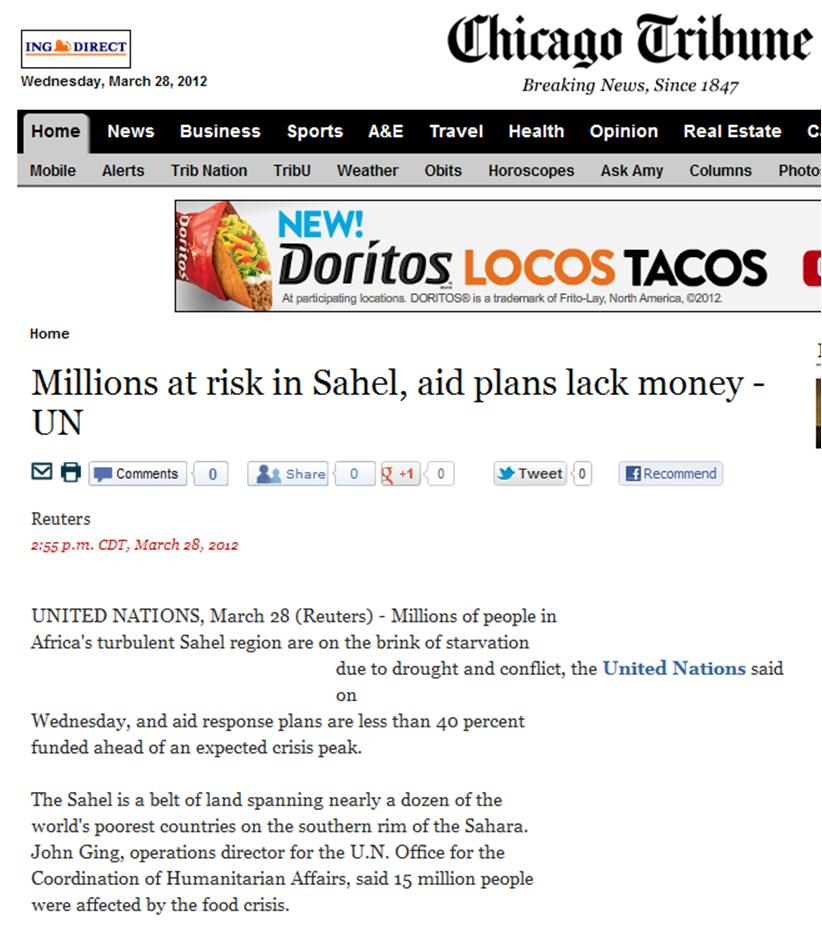 ING DIRECT
Wednesday, March 28, 2012
Chicago Tribune
Breaking News, Since 1847
Home News Business Sports A&E Travel Health Opinion Real Estate
Mobile Alerts Trib Nation TribU Weather Obits Horoscopes Ask Amy Columns Photo
Doritos
NEW!
Doritos LOCOS TACOS
At participating locations. DORITOS® is a trademark of Frito-Lay, North America, ©2012.
Home
Millions at risk in Sahel, aid plans lack money -
UN
Comments 0 Share 0 +1 0 Tweet 0 Recommend
Reuters
2:55 p.m. CDT, March 28, 2012
UNITED NATIONS, March 28 (Reuters) - Millions of people in
Africa's turbulent Sahel region are on the brink of starvation
due to drought and conflict, the United Nations said
on
Wednesday, and aid response plans are less than 40 percent
funded ahead of an expected crisis peak.
The Sahel is a belt of land spanning nearly a dozen of the
world's poorest countries on the southern rim of the Sahara.
John Ging, operations director for the U.N. Office for the
Coordination of Humanitarian Affairs, said 15 million people
were affected by the food crisis.